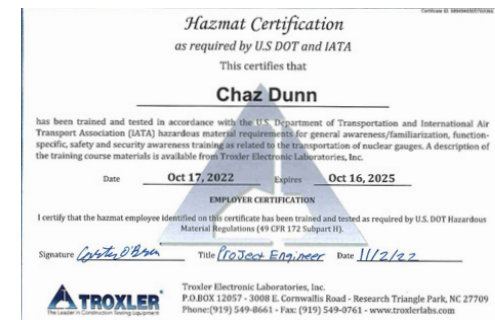 Hazmat Certification
as required by U.S DOT and IATA
This certifies that
Chaz Dunn
has been trained and tested in accordance with the U.S. Department of Transportation and International Air
Transport Association (IATA) hazardous material requirements for general awareness/familiarization, function-
specific, safety and security awareness training as related to the transportation of nuclear gauges. A description of
the training course materials is available from Troxler Electronic Laboratories, Inc.
Date Oct 17, 2022 Expires Oct 16, 2025
EMPLOYER CERTIFICATION
I certify that the hazmat employee identified on this certificate has been trained and tested as required by U.S. DOT Hazardous
Material Regulations (49 CFR 172 Subpart H).
Signature Title Project Engineer Date 11/2/22
TROXLER
The Leader in Construction Testing Equipment
Troxler Electronic Laboratories, Inc.
P.O.BOX 12057 - 3008 E. Cornwallis Road - Research Triangle Park, NC 27709
Phone:(919) 549-8661 - Fax: (919) 549-0761 - www.troxlerlabs.com